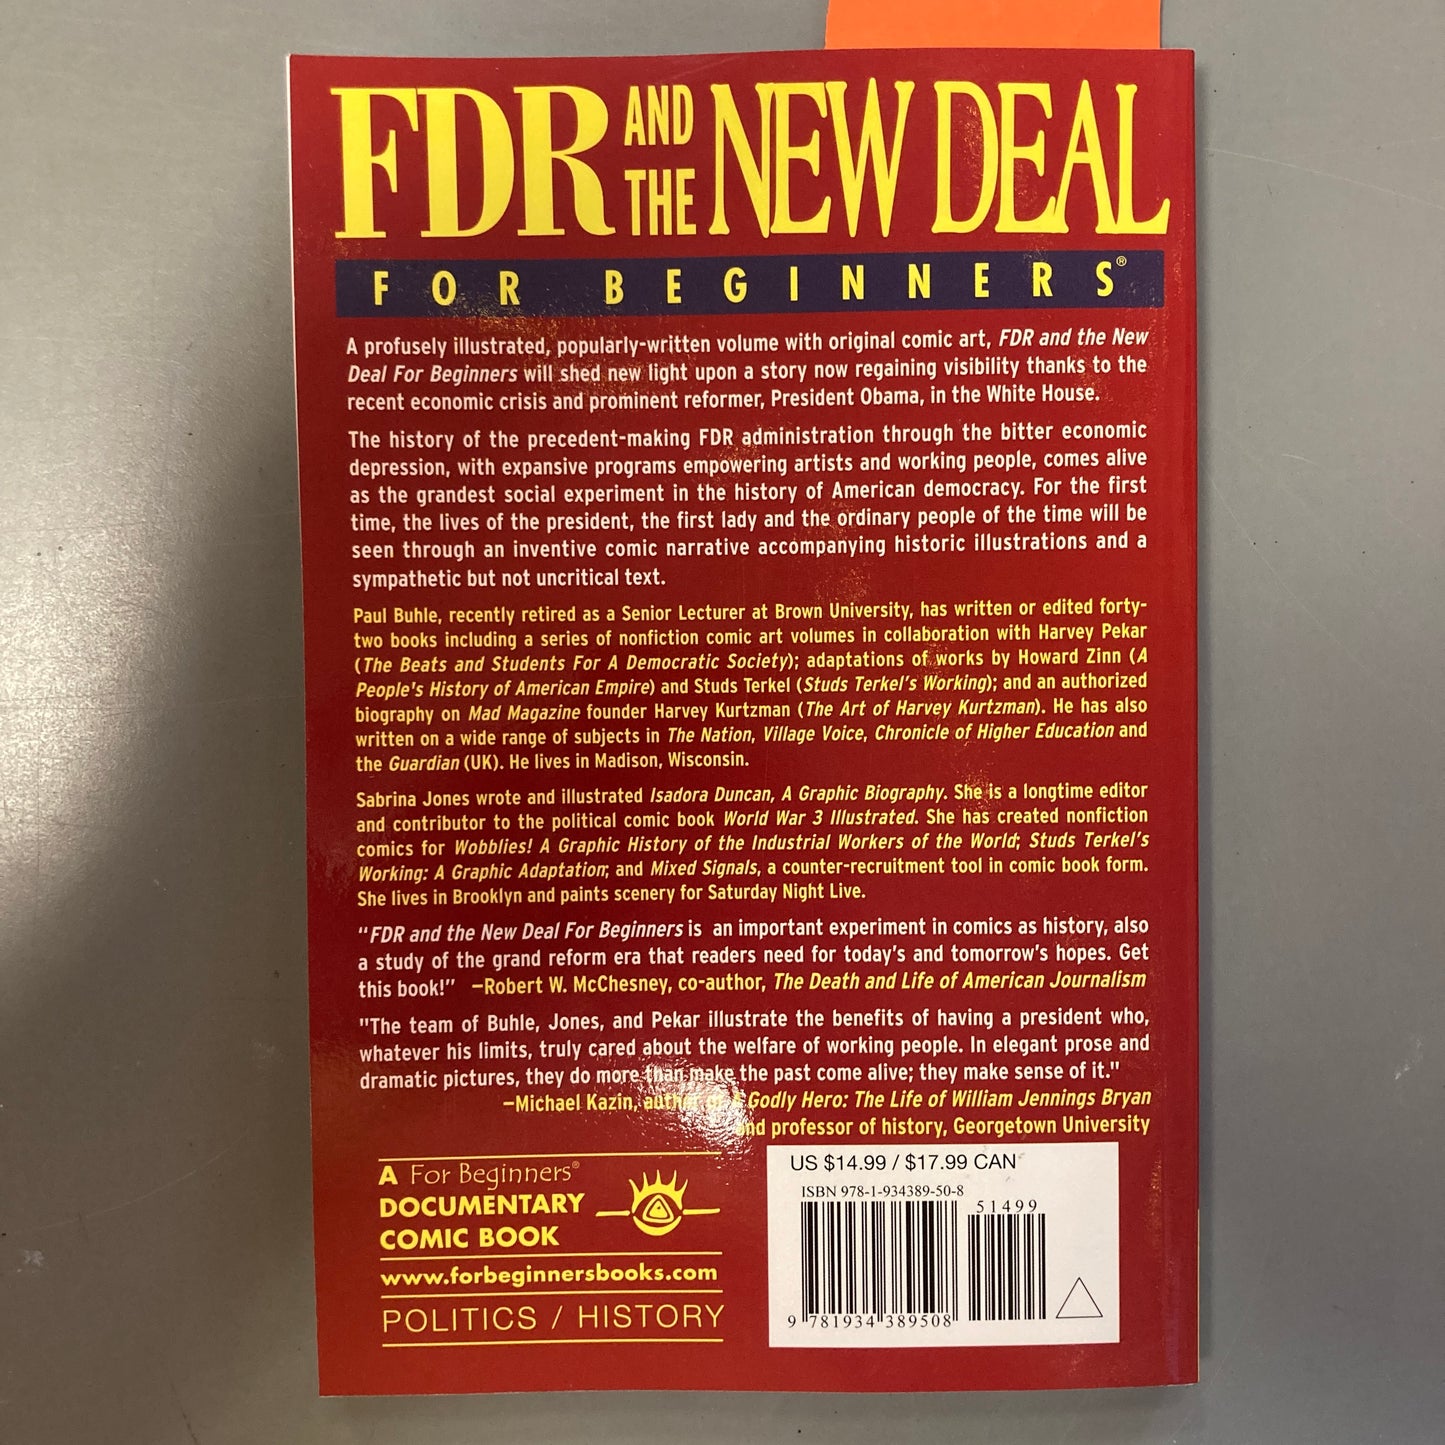 FDR AND THE NEW DEAL
FOR BEGINNERS®
A profusely illustrated, popularly-written volume with original comic art, FDR and the New
Deal For Beginners will shed new light upon a story now regaining visibility thanks to the
recent economic crisis and prominent reformer, President Obama, in the White House.
The history of the precedent-making FDR administration through the bitter economic
depression, with expansive programs empowering artists and working people, comes alive
as the grandest social experiment in the history of American democracy. For the first
time, the lives of the president, the first lady and the ordinary people of the time will be
seen through an inventive comic narrative accompanying historic illustrations and a
sympathetic but not uncritical text.
Paul Buhle, recently retired as a Senior Lecturer at Brown University, has written or edited forty-
two books including a series of nonfiction comic art volumes in collaboration with Harvey Pekar
(The Beats and Students For A Democratic Society); adaptations of works by Howard Zinn (A
People's History of American Empire) and Studs Terkel (Studs Terkel's Working); and an authorized
biography on Mad Magazine founder Harvey Kurtzman (The Art of Harvey Kurtzman). He has also
written on a wide range of subjects in The Nation, Village Voice, Chronicle of Higher Education and
the Guardian (UK). He lives in Madison, Wisconsin.
Sabrina Jones wrote and illustrated Isadora Duncan, A Graphic Biography. She is a longtime editor
and contributor to the political comic book World War 3 Illustrated. She has created nonfiction
comics for Wobblies! A Graphic History of the Industrial Workers of the World; Studs Terkel's
Working: A Graphic Adaptation; and Mixed Signals, a counter-recruitment tool in comic book form.
She lives in Brooklyn and paints scenery for Saturday Night Live.
"FDR and the New Deal For Beginners is an important experiment in comics as history, also
a study of the grand reform era that readers need for today's and tomorrow's hopes. Get
this book!" —Robert W. McChesney, co-author, The Death and Life of American Journalism
"The team of Buhle, Jones, and Pekar illustrate the benefits of having a president who,
whatever his limits, truly cared about the welfare of working people. In elegant prose and
dramatic pictures, they do more than make the past come alive; they make sense of it."
—Michael Kazin, author of A Godly Hero: The Life of William Jennings Bryan
and professor of history, Georgetown University
A For Beginners®
DOCUMENTARY
COMIC BOOK
www.forbeginnersbooks.com
POLITICS / HISTORY
US $14.99 / $17.99 CAN
ISBN 978-1-934389-50-8
51499
9 781934 389508